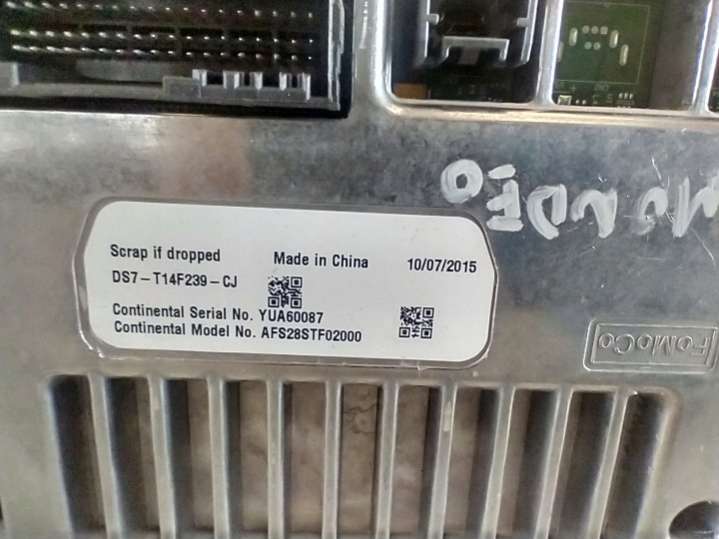 MONDEO
Scrap if dropped Made in China 10/07/2015
DS7-T14F239-CJ
Continental Serial No. YUA60087
Continental Model No. AFS28STF02000
FoMoCo